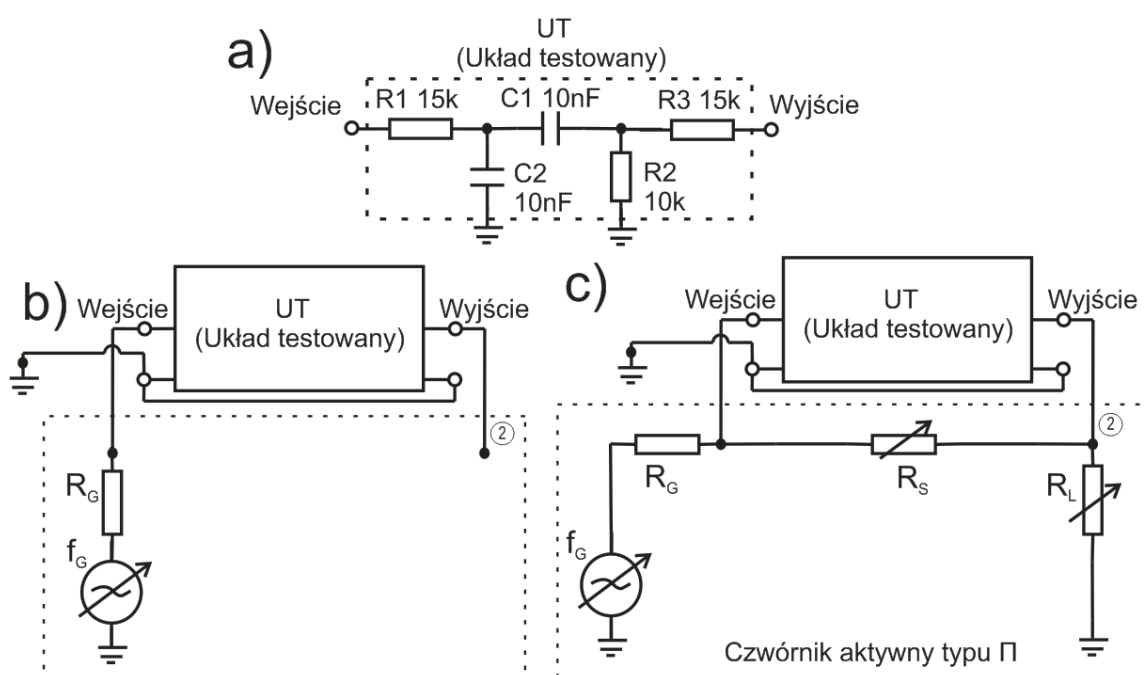 a)
UT
(Układ testowany)
Wejście
R1 15k
C1 10nF
R3 15k
Wyjście
C2
10nF
R2
10k
b)
Wejście
UT
(Układ testowany)
Wyjście
2
RG
fG
c)
Wejście
UT
(Układ testowany)
Wyjście
2
RG
RS
RL
fG
Czwórnik aktywny typu Π